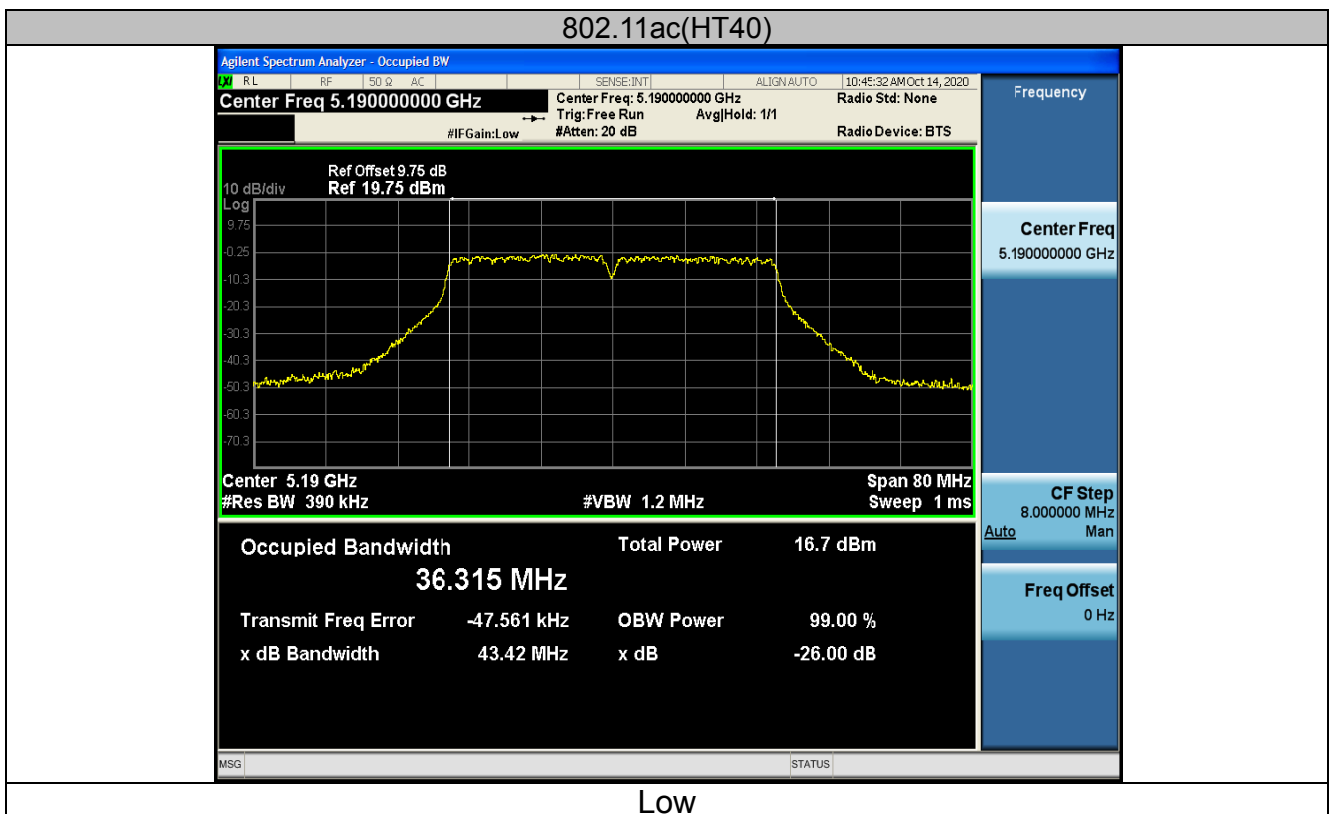 802.11ac(HT40)
Agilent Spectrum Analyzer - Occupied BW
LXI RL RF 50 Ω AC SENSE:INT ALIGN AUTO 10:45:32 AM Oct 14, 2020
Center Freq 5.190000000 GHz
Center Freq: 5.190000000 GHz Radio Std: None
Trig: Free Run Avg|Hold: 1/1
#IFGain:Low #Atten: 20 dB Radio Device: BTS
Frequency
Ref Offset 9.75 dB
10 dB/div Ref 19.75 dBm
Log
9.75
-0.25
-10.3
-20.3
-30.3
-40.3
-50.3
-60.3
-70.3
Center 5.19 GHz Span 80 MHz
#Res BW 390 kHz #VBW 1.2 MHz Sweep 1 ms
Occupied Bandwidth Total Power 16.7 dBm
36.315 MHz
Transmit Freq Error -47.561 kHz OBW Power 99.00 %
x dB Bandwidth 43.42 MHz x dB -26.00 dB
Center Freq
5.190000000 GHz
CF Step
8.000000 MHz
Auto Man
Freq Offset
0 Hz
MSG STATUS
Low